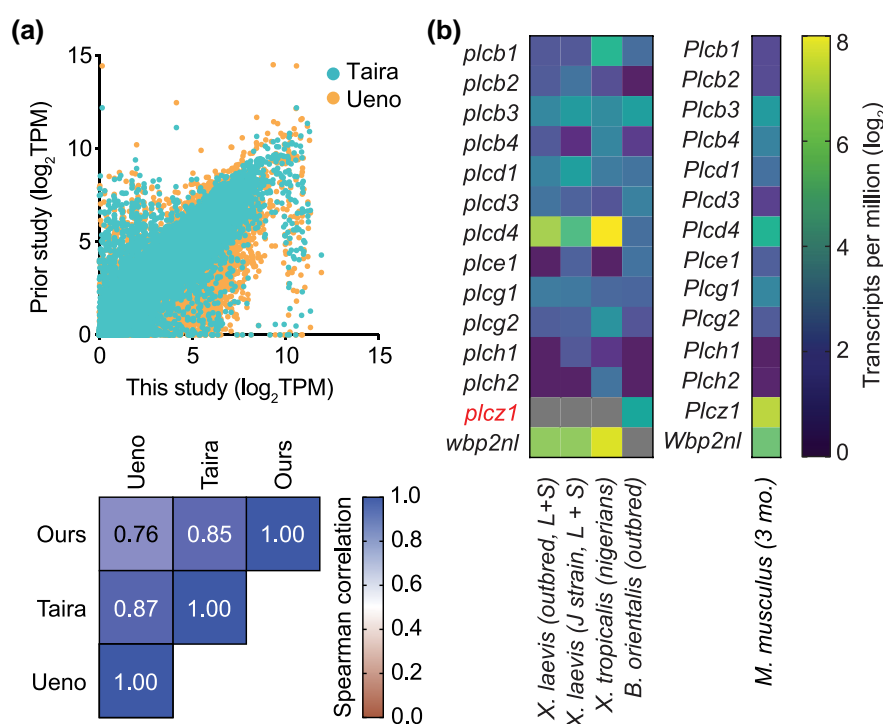 (a)
15
10
5
0
0
5
10
15
Prior study (log2TPM)
This study (log2TPM)
Taira
Ueno
Ueno
Taira
Ours
Ours
0.76
0.85
1.00
Taira
0.87
1.00
Ueno
1.00
Spearman correlation
1.0
0.8
0.6
0.4
0.2
0.0
(b)
plcb1
plcb2
plcb3
plcb4
plcd1
plcd3
plcd4
plce1
plcg1
plcg2
plch1
plch2
plcz1
wbp2nl
X. laevis (outbred, L+S)
X. laevis (J strain, L + S)
X. tropicalis (nigerians)
B. orientalis (outbred)
Plcb1
Plcb2
Plcb3
Plcb4
Plcd1
Plcd3
Plcd4
Plce1
Plcg1
Plcg2
Plch1
Plch2
Plcz1
Wbp2nl
M. musculus (3 mo.)
8
6
4
2
0
Transcripts per million (log2)